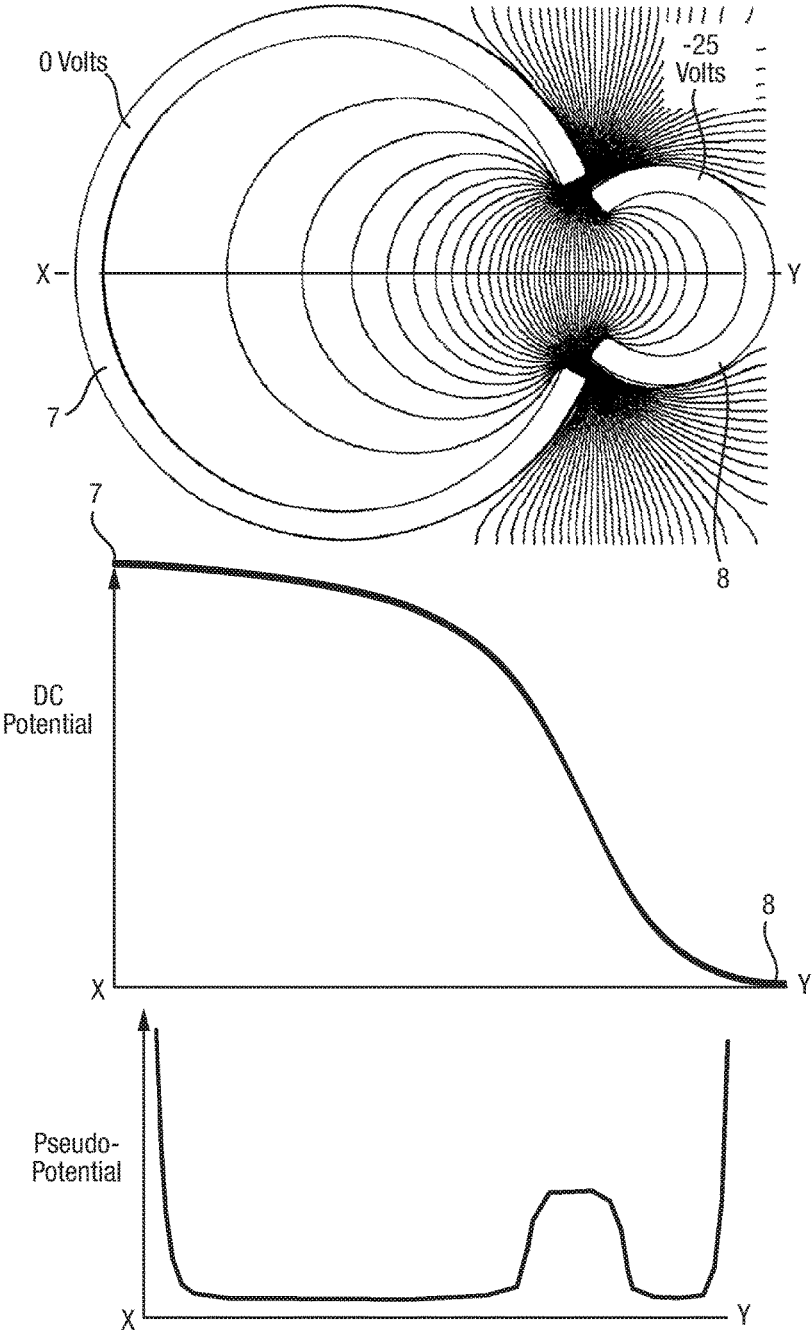 0 Volts
-25
Volts
X
Y
7
8
7
DC
Potential
8
X
Y
Pseudo-
Potential
X
Y